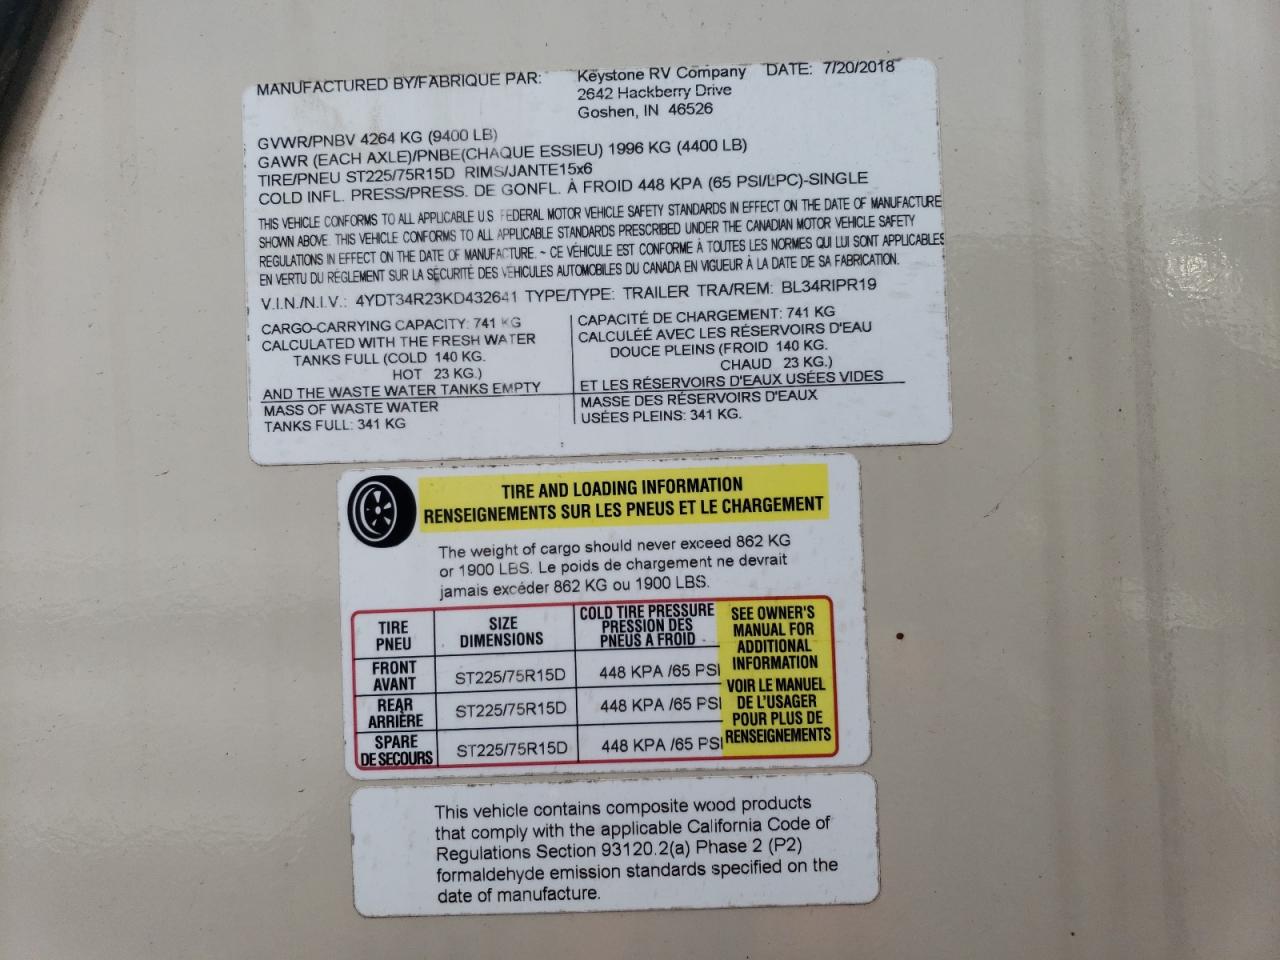 MANUFACTURED BY/FABRIQUE PAR: Keystone RV Company DATE: 7/20/2018
2642 Hackberry Drive
Goshen, IN 46526
GVWR/PNBV 4264 KG (9400 LB)
GAWR (EACH AXLE)/PNBE(CHAQUE ESSIEU) 1996 KG (4400 LB)
TIRE/PNEU ST225/75R15D RIMS/JANTE15x6
COLD INFL. PRESS/PRESS. DE GONFL. À FROID 448 KPA (65 PSI/LPC)-SINGLE
THIS VEHICLE CONFORMS TO ALL APPLICABLE U.S. FEDERAL MOTOR VEHICLE SAFETY STANDARDS IN EFFECT ON THE DATE OF MANUFACTURE
SHOWN ABOVE. THIS VEHICLE CONFORMS TO ALL APPLICABLE STANDARDS PRESCRIBED UNDER THE CANADIAN MOTOR VEHICLE SAFETY
REGULATIONS IN EFFECT ON THE DATE OF MANUFACTURE. ~ CE VÉHICULE EST CONFORME À TOUTES LES NORMES QUI LUI SONT APPLICABLES
EN VERTU DU RÉGLEMENT SUR LA SÉCURITÉ DES VÉHICULES AUTOMOBILES DU CANADA EN VIGUEUR À LA DATE DE SA FABRICATION.
V.I.N./N.I.V.: 4YDT34R23KD432641 TYPE/TYPE: TRAILER TRA/REM: BL34RIPR19
CARGO-CARRYING CAPACITY: 741 KG
CALCULATED WITH THE FRESH WATER
TANKS FULL (COLD 140 KG.
HOT 23 KG.)
AND THE WASTE WATER TANKS EMPTY
MASS OF WASTE WATER
TANKS FULL: 341 KG
CAPACITÉ DE CHARGEMENT: 741 KG
CALCULÉE AVEC LES RÉSERVOIRS D'EAU
DOUCE PLEINS (FROID 140 KG.
CHAUD 23 KG.)
ET LES RÉSERVOIRS D'EAUX USÉES VIDES
MASSE DES RÉSERVOIRS D'EAUX
USÉES PLEINS: 341 KG.
TIRE AND LOADING INFORMATION
RENSEIGNEMENTS SUR LES PNEUS ET LE CHARGEMENT
The weight of cargo should never exceed 862 KG
or 1900 LBS. Le poids de chargement ne devrait
jamais excéder 862 KG ou 1900 LBS.
TIRE
PNEU
SIZE
DIMENSIONS
COLD TIRE PRESSURE
PRESSION DES
PNEUS A FROID
FRONT
AVANT
ST225/75R15D 448 KPA /65 PSI
REAR
ARRIÈRE
ST225/75R15D 448 KPA /65 PSI
SPARE
DE SECOURS
ST225/75R15D 448 KPA /65 PSI
SEE OWNER'S
MANUAL FOR
ADDITIONAL
INFORMATION
VOIR LE MANUEL
DE L'USAGER
POUR PLUS DE
RENSEIGNEMENTS
This vehicle contains composite wood products
that comply with the applicable California Code of
Regulations Section 93120.2(a) Phase 2 (P2)
formaldehyde emission standards specified on the
date of manufacture.